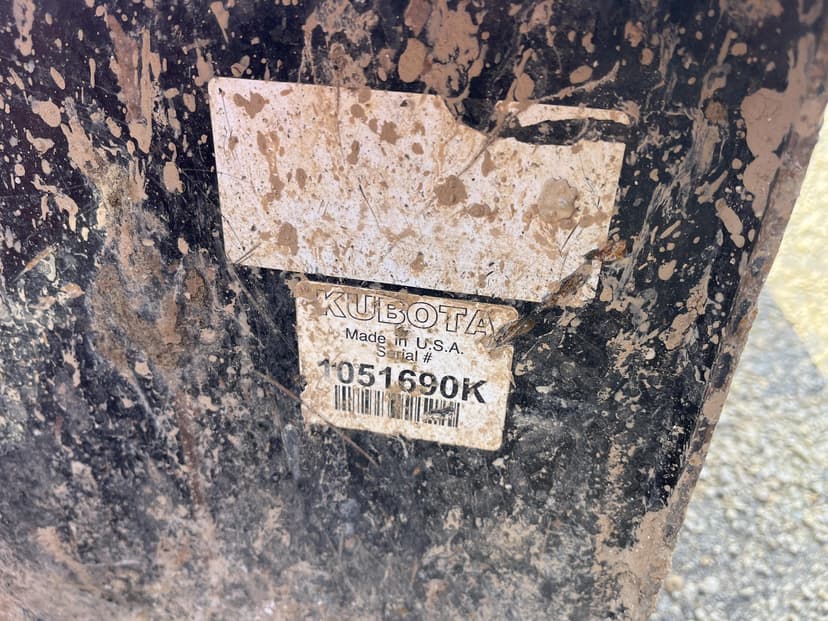 KUBOTA
Made in U.S.A.
Serial #
1051690K